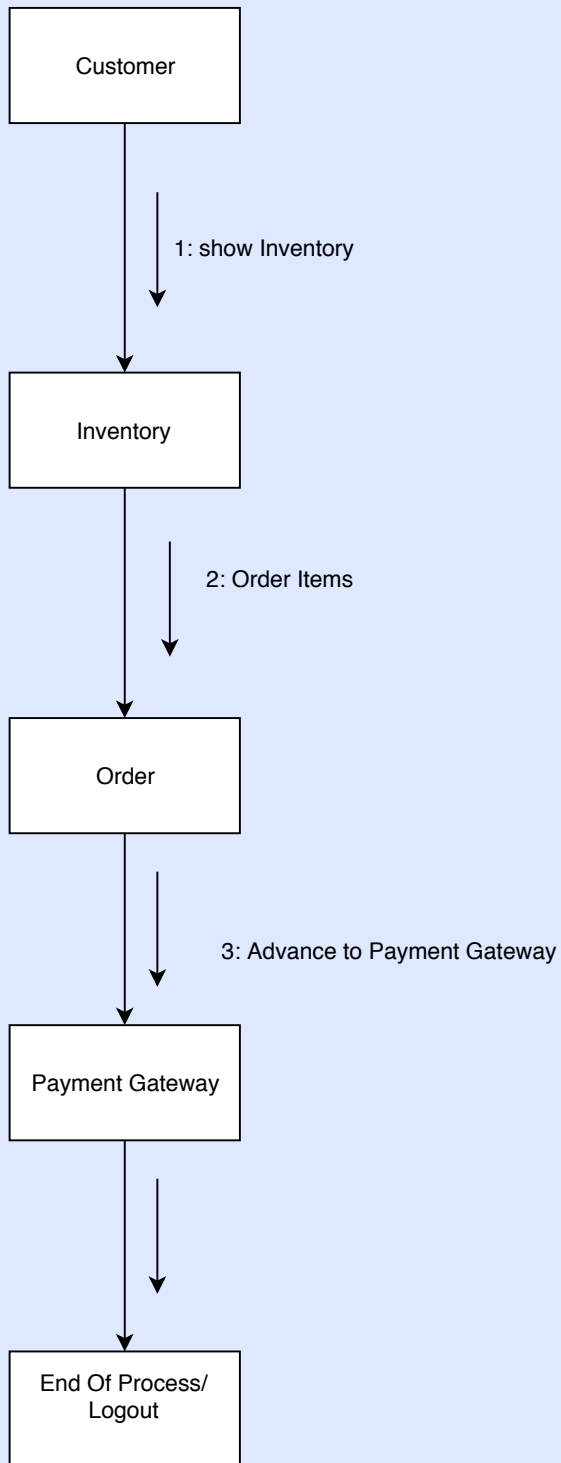 Customer
1: show Inventory
Inventory
2: Order Items
Order
3: Advance to Payment Gateway
Payment Gateway
End Of Process/
Logout